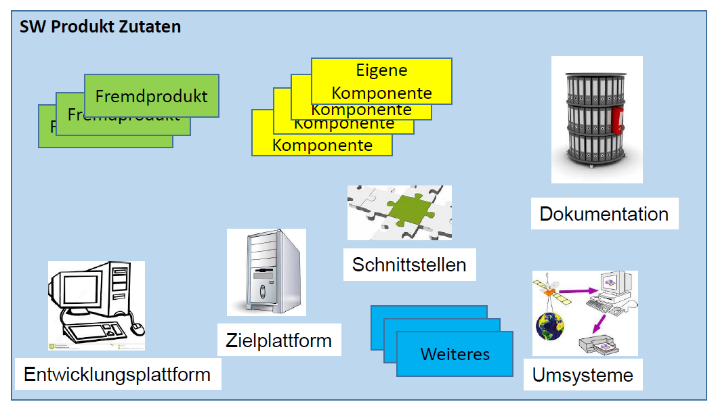 SW Produkt Zutaten
Fremdprodukt
Fremdprodukt
F
Eigene
Komponente
Komponente
Komponente
Komponente
Dokumentation
Schnittstellen
Zielplattform
Entwicklungsplattform
Weiteres
Umsysteme